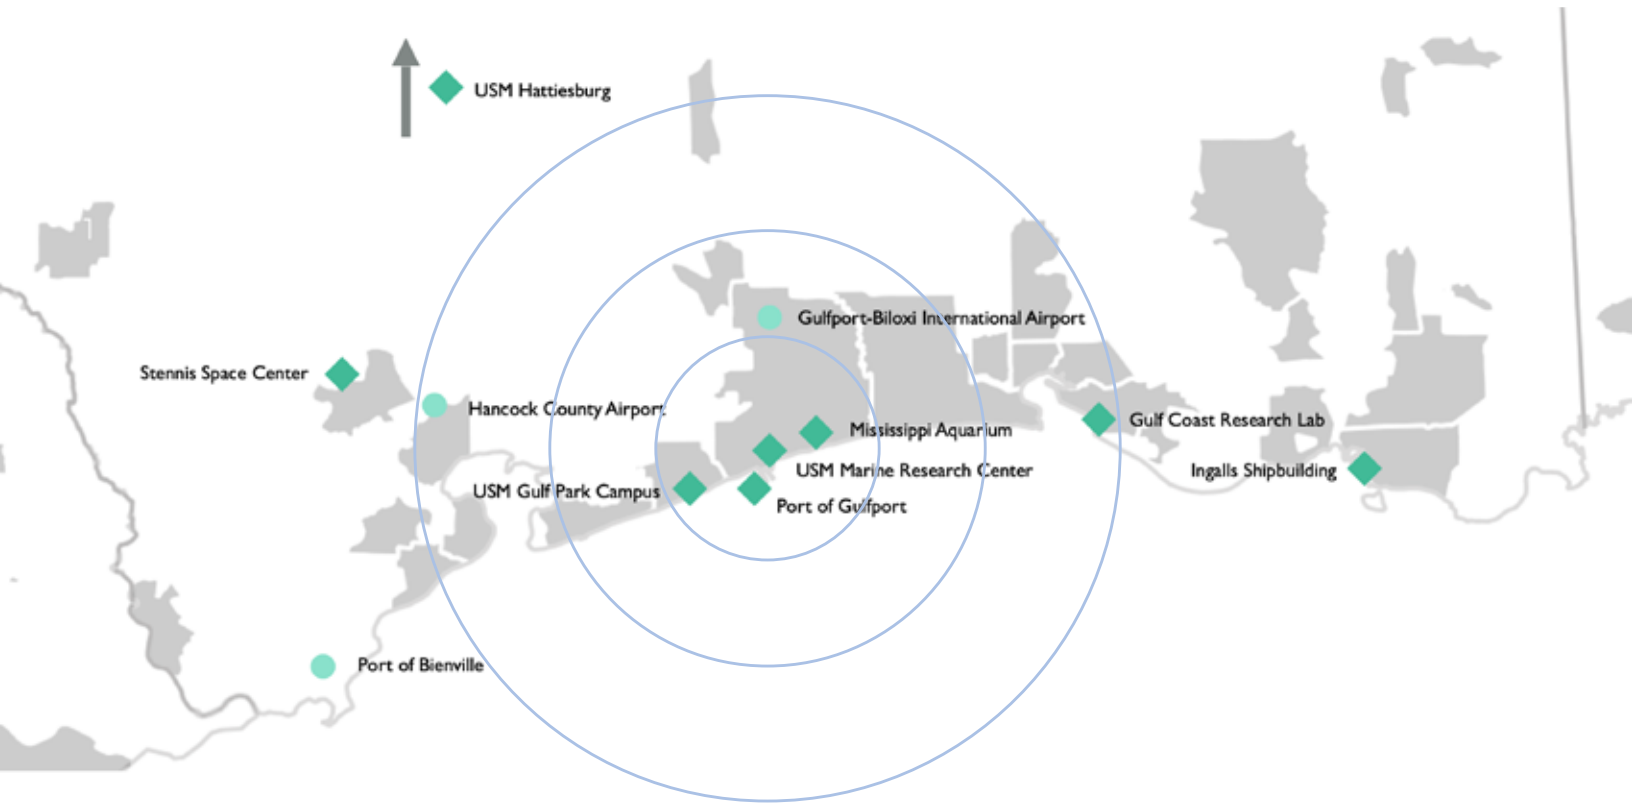 USM Hattiesburg
Gulfport-Biloxi International Airport
Stennis Space Center
Hancock County Airport
Gulf Coast Research Lab
Mississippi Aquarium
USM Marine Research Center
Ingalls Shipbuilding
USM Gulf Park Campus
Port of Gulfport
Port of Bienville